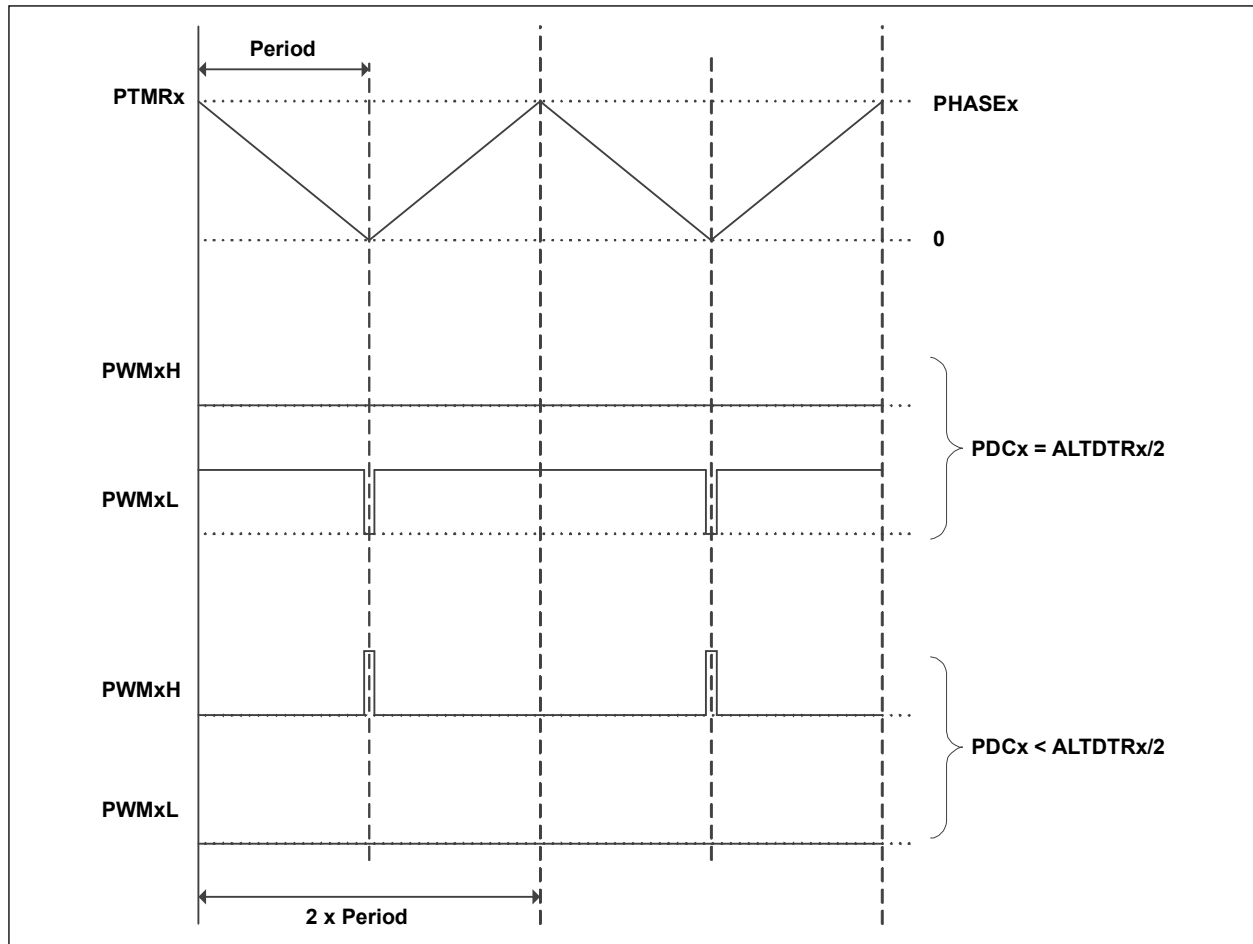 Period
PTMRx
PHASEx
0
PWMxH
PDCx = ALTDTRx/2
PWMxL
PWMxH
PDCx < ALTDTRx/2
PWMxL
2 x Period